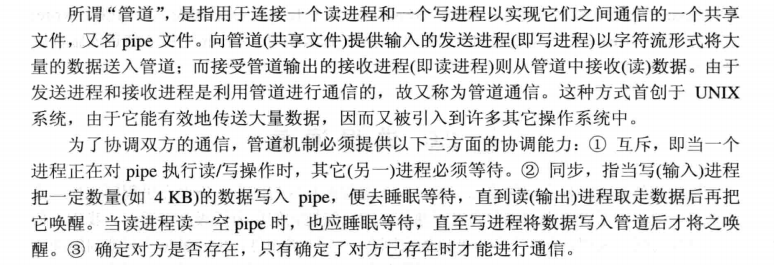 所谓“管道”，是指用于连接一个读进程和一个写进程以实现它们之间通信的一个共享
文件，又名 pipe 文件。向管道(共享文件)提供输入的发送进程(即写进程)以字符流形式将大
量的数据送入管道；而接受管道输出的接收进程(即读进程)则从管道中接收(读)数据。由于
发送进程和接收进程是利用管道进行通信的，故又称为管道通信。这种方式首创于 UNIX
系统，由于它能有效地传送大量数据，因而又被引入到许多其它操作系统中。
为了协调双方的通信，管道机制必须提供以下三方面的协调能力：① 互斥，即当一个
进程正在对 pipe 执行读/写操作时，其它(另一)进程必须等待。② 同步，指当写(输入)进程
把一定数量(如 4 KB)的数据写入 pipe，便去睡眠等待，直到读(输出)进程取走数据后再把
它唤醒。当读进程读一空 pipe 时，也应睡眠等待，直至写进程将数据写入管道后才将之唤
醒。③ 确定对方是否存在，只有确定了对方已存在时才能进行通信。